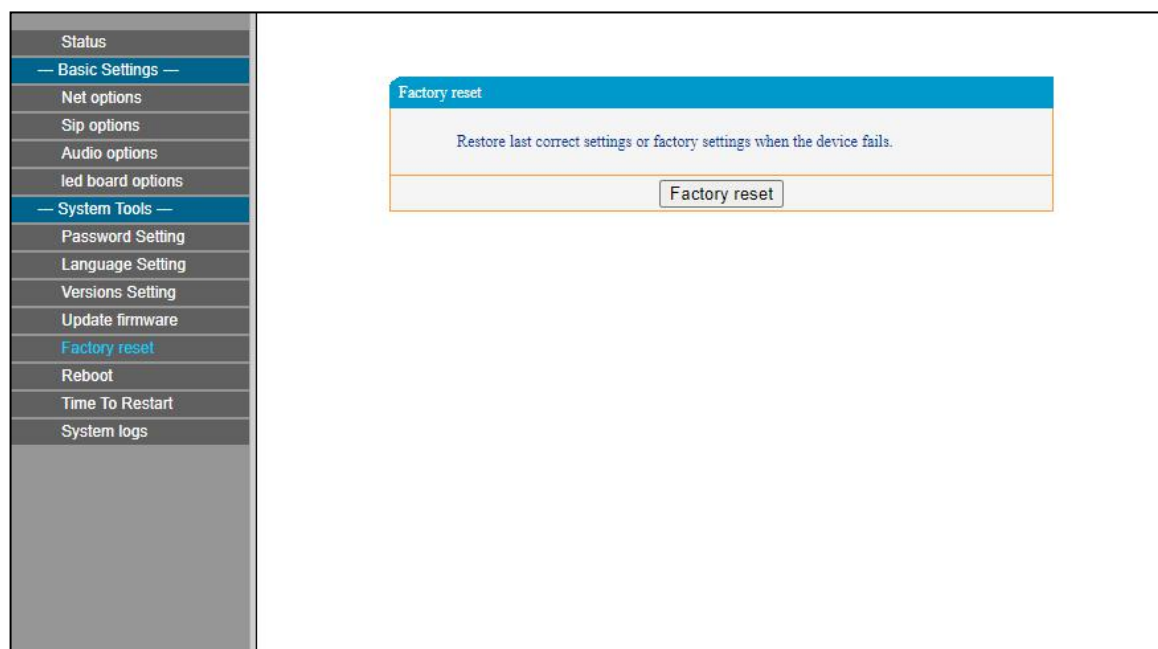 Status
— Basic Settings —
Net options
Sip options
Audio options
led board options
— System Tools —
Password Setting
Language Setting
Versions Setting
Update firmware
Factory reset
Reboot
Time To Restart
System logs
Factory reset
Restore last correct settings or factory settings when the device fails.
Factory reset